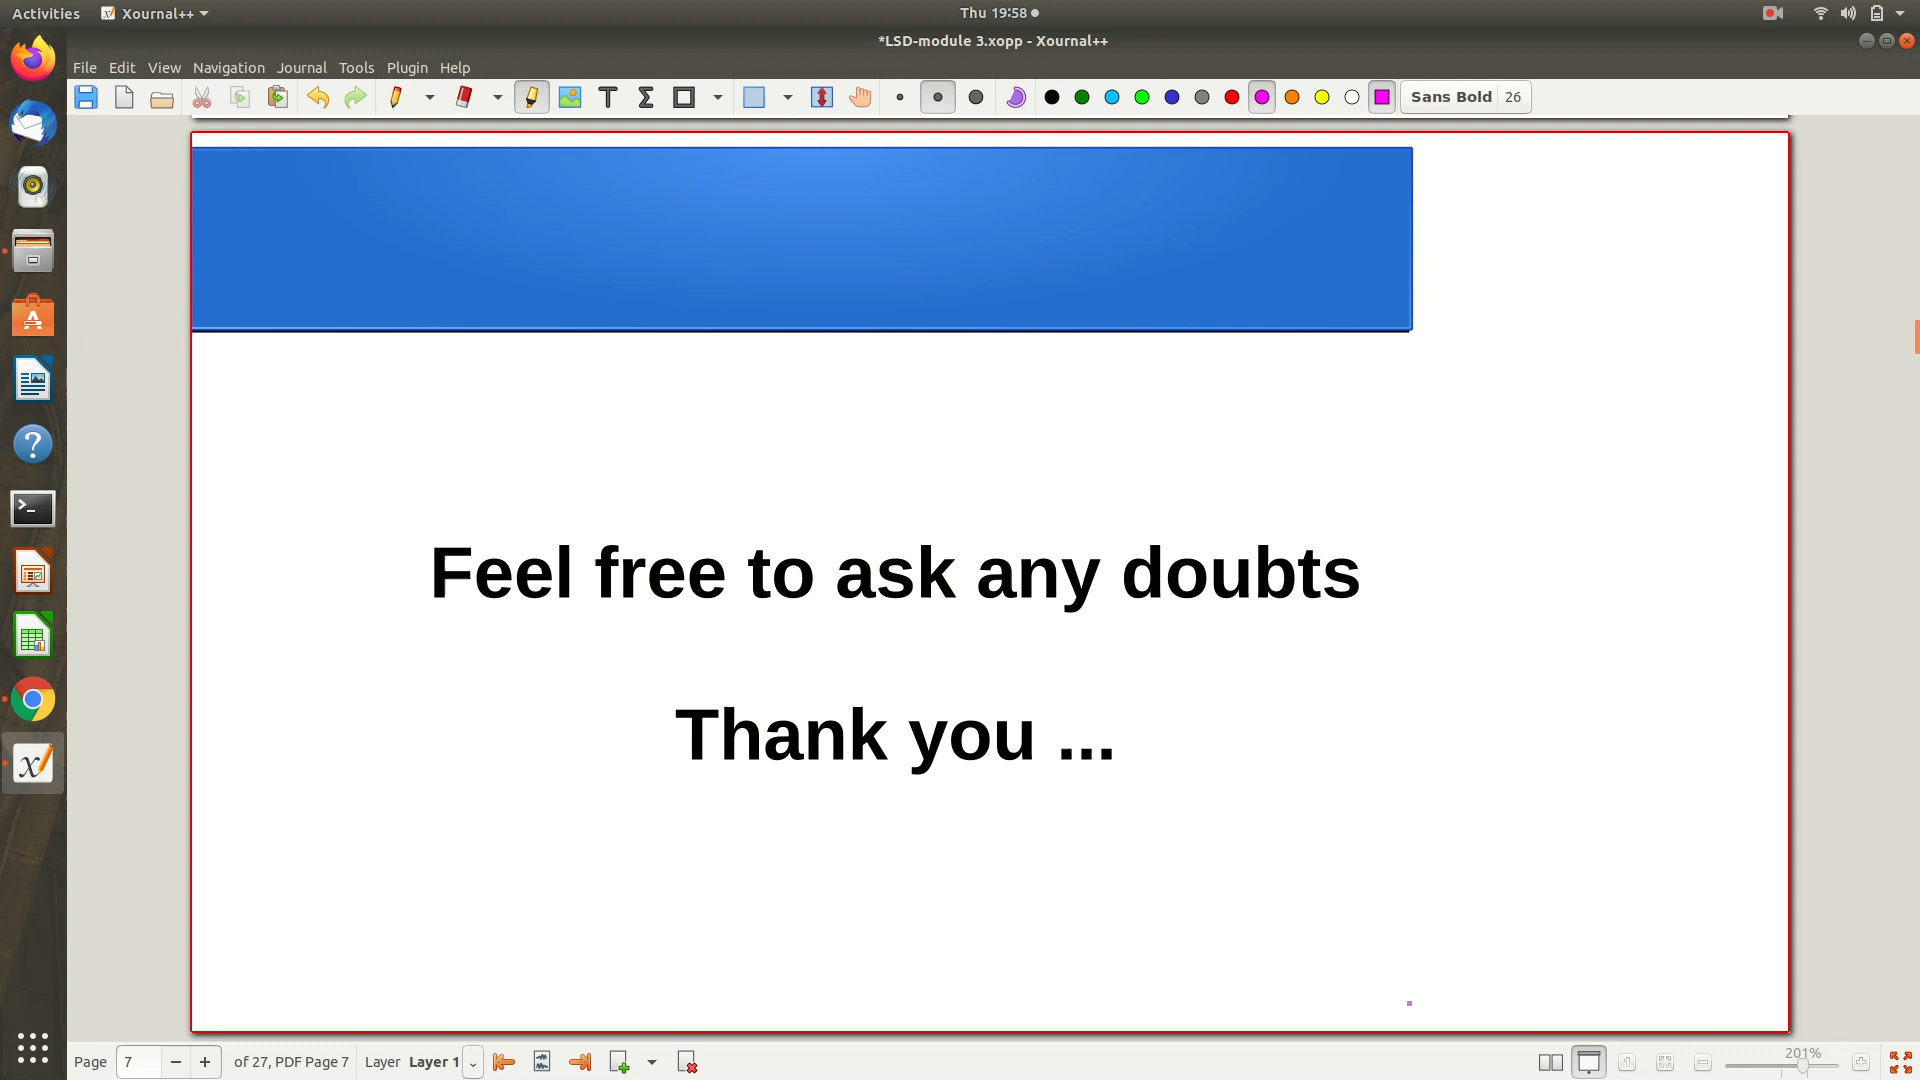 Activities Xournal++ Thu 19:58
*LSD-module 3.xopp - Xournal++
File Edit View Navigation Journal Tools Plugin Help
Sans Bold 26
Feel free to ask any doubts
Thank you ...
Page 7 of 27, PDF Page 7 Layer Layer 1 201%